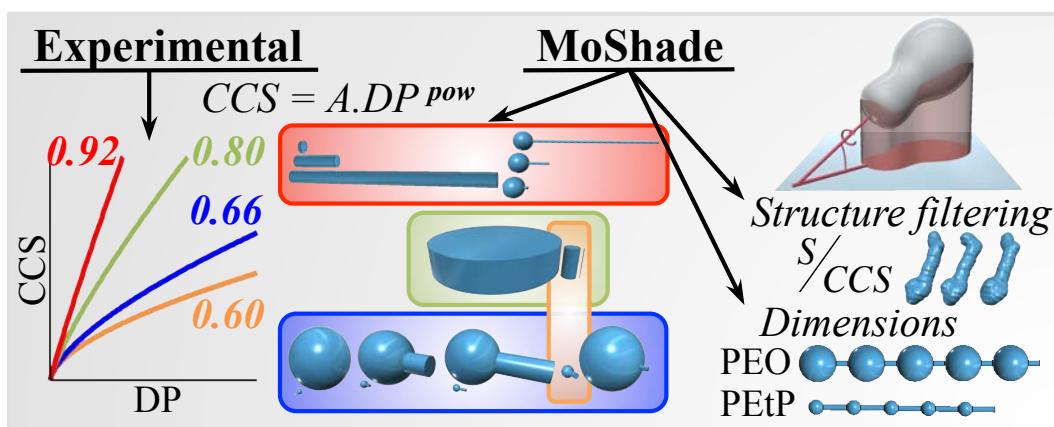 Experimental
MoShade
CCS = A.DP pow
0.92
0.80
0.66
0.60
CCS
DP
Structure filtering
S/CCS
Dimensions
PEO
PEtP